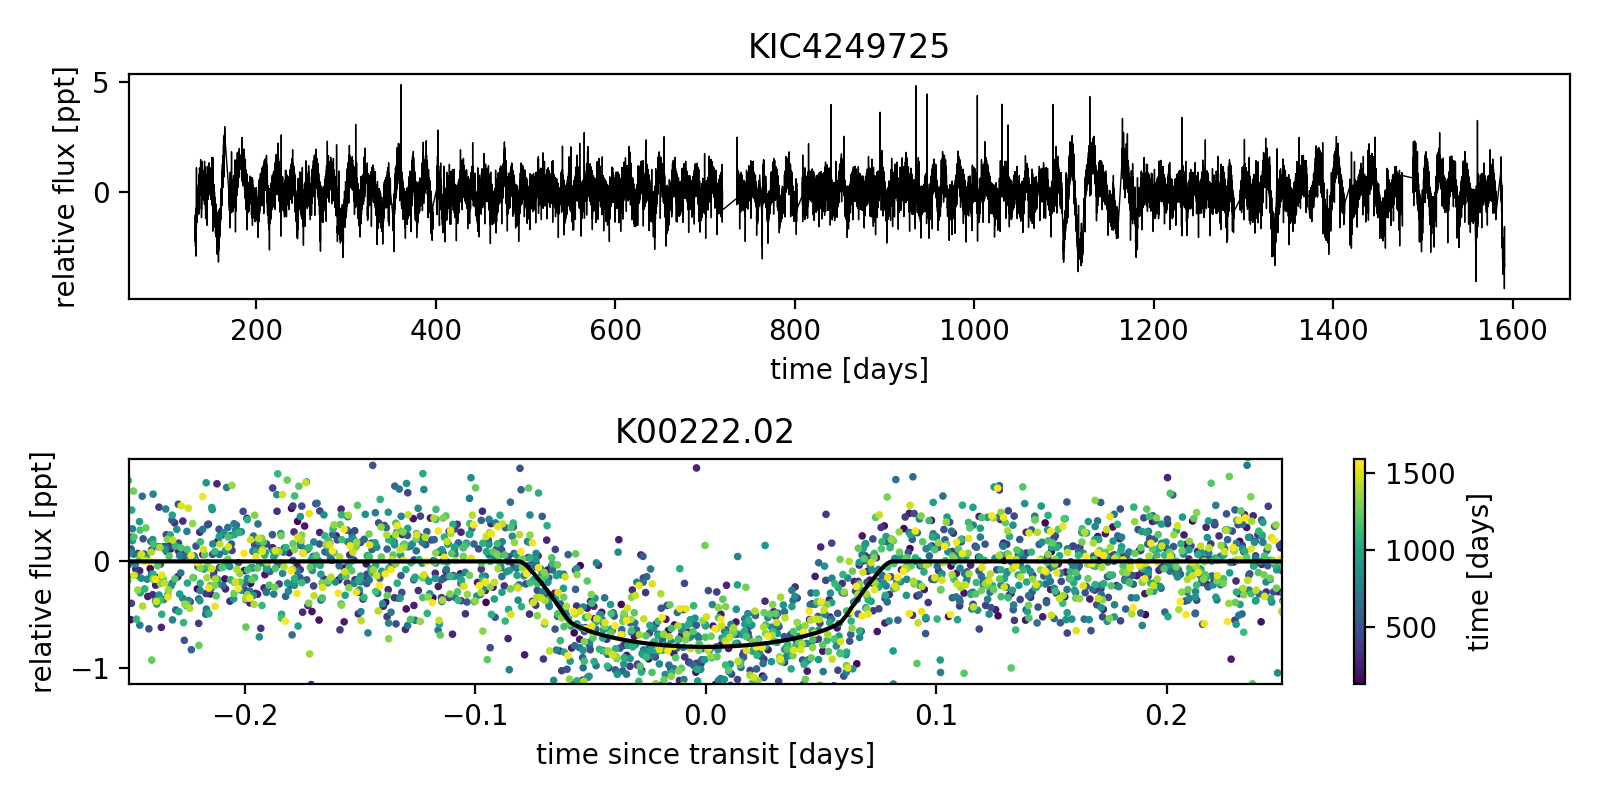 KIC4249725
relative flux [ppt]
5
0
200 400 600 800 1000 1200 1400 1600
time [days]
K00222.02
relative flux [ppt]
0
−1
−0.2 −0.1 0.0 0.1 0.2
time since transit [days]
1500
1000
500
time [days]